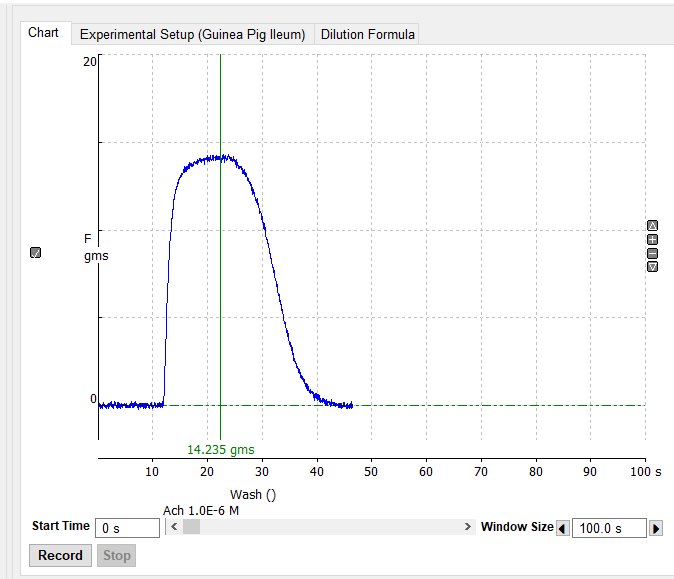 Chart
Experimental Setup (Guinea Pig Ileum)
Dilution Formula
20
F
gms
0
14.235 gms
10 20 30 40 50 60 70 80 90 100 s
Wash ()
Ach 1.0E-6 M
Start Time 0 s
Window Size 100.0 s
Record Stop